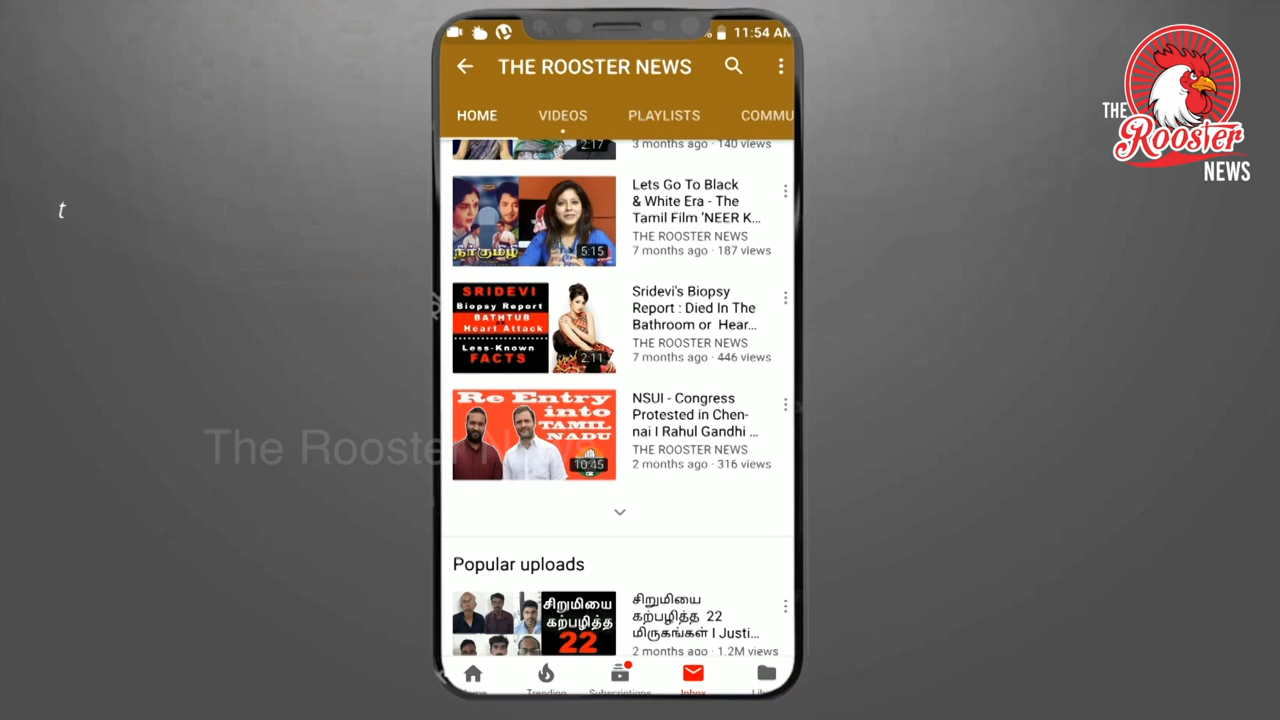 11:54 AM
THE ROOSTER NEWS
HOME VIDEOS PLAYLISTS COMMU
2:17
3 months ago · 140 views
Lets Go To Black
& White Era - The
Tamil Film 'NEER K...
THE ROOSTER NEWS
7 months ago · 187 views
நீர்குமிழி
5:15
SRIDEVI
Biopsy Report
BATHTUB
Heart Attack
Less-Known
FACTS
2:11
Sridevi's Biopsy
Report : Died In The
Bathroom or Hear...
THE ROOSTER NEWS
7 months ago · 446 views
Re Entry
into
TAMIL
NADU
10:45
NSUI - Congress
Protested in Chen-
nai I Rahul Gandhi ...
THE ROOSTER NEWS
2 months ago · 316 views
Popular uploads
சிறுமியை
கற்பழித்த
22
சிறுமியை
கற்பழித்த 22
மிருகங்கள் I Justi...
2 months ago · 1.2M views
Trending Subscriptions Inbox
THE
Rooster
NEWS
t
The Rooster News